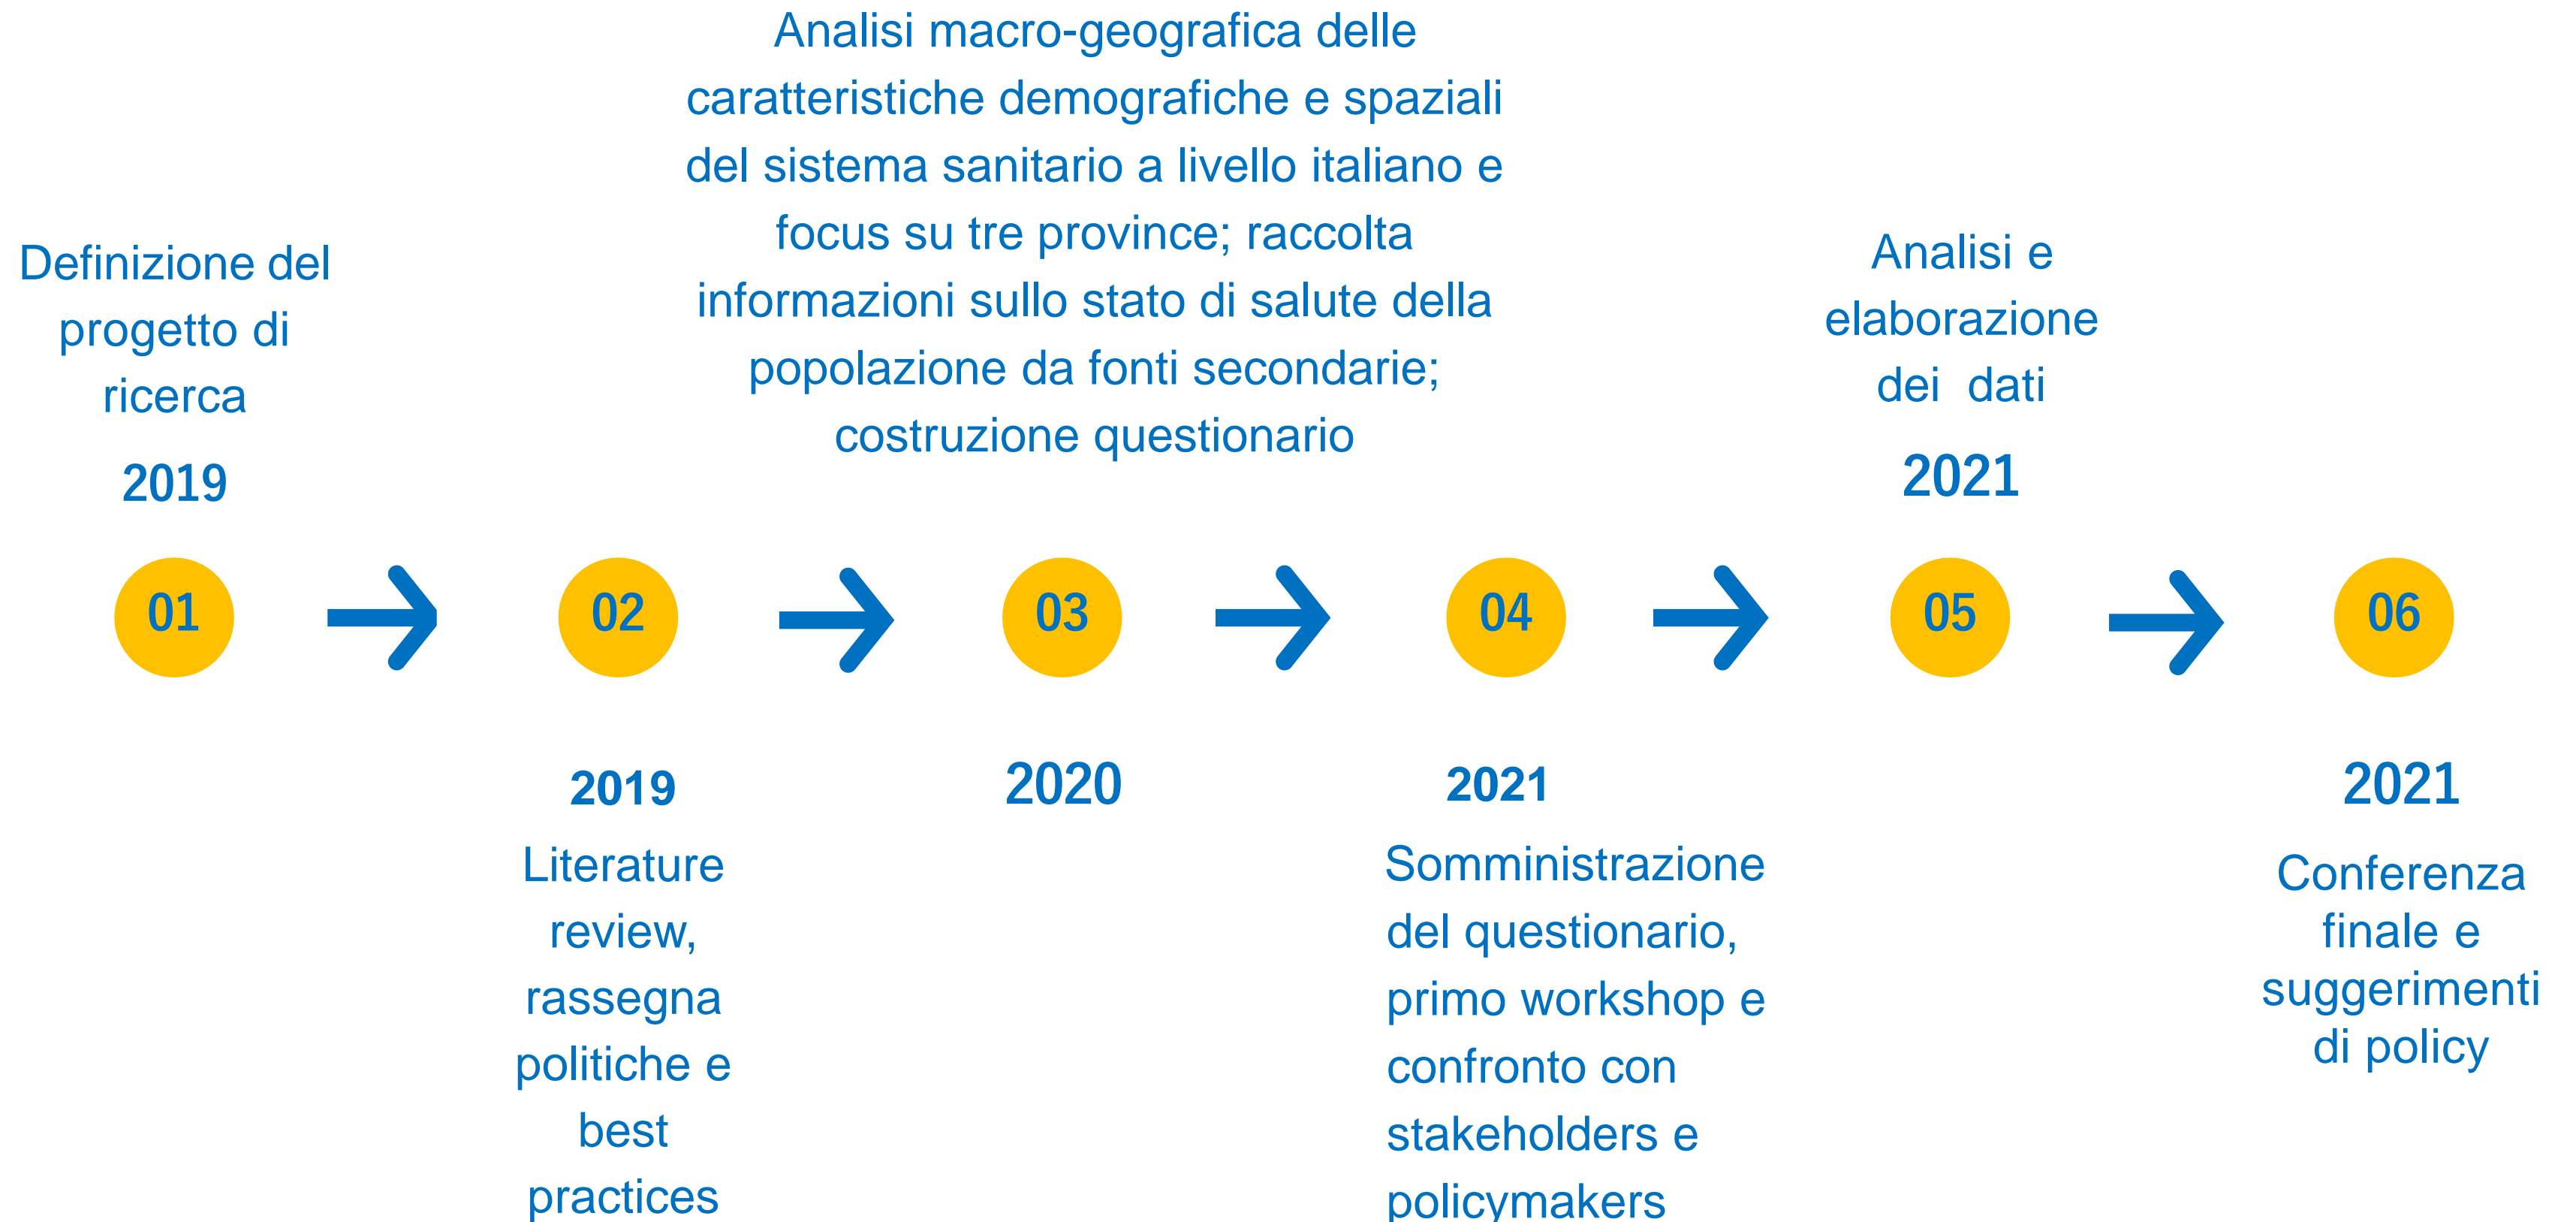 Definizione del
progetto di
ricerca
2019
01
02
2019
Literature
review,
rassegna
politiche e
best
practices
Analisi macro-geografica delle
caratteristiche demografiche e spaziali
del sistema sanitario a livello italiano e
focus su tre province; raccolta
informazioni sullo stato di salute della
popolazione da fonti secondarie;
costruzione questionario
03
2020
04
2021
Somministrazione
del questionario,
primo workshop e
confronto con
stakeholders e
policymakers
Analisi e
elaborazione
dei dati
2021
05
06
2021
Conferenza
finale e
suggerimenti
di policy